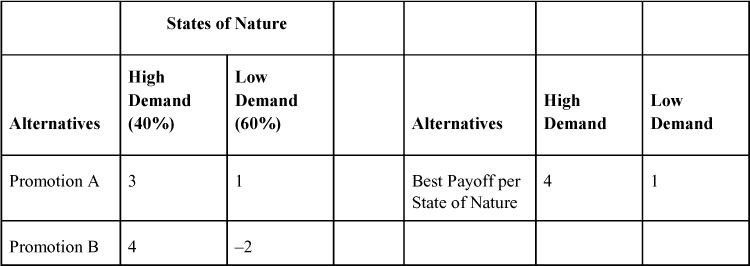 States of Nature
Alternatives
High
Demand
(40%)
Low
Demand
(60%)
Alternatives
High
Demand
Low
Demand
Promotion A
3
1
Best Payoff per
State of Nature
4
1
Promotion B
4
–2